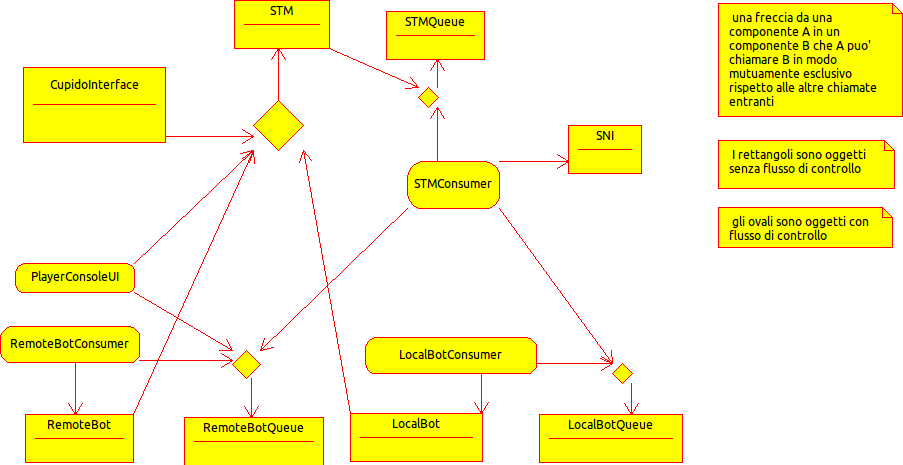 STM
STMQueue
una freccia da una
componente A in un
componente B che A puo'
chiamare B in modo
mutuamente esclusivo
rispetto alle altre chiamate
entranti
CupidoInterface
SNI
I rettangoli sono oggetti
senza flusso di controllo
STMConsumer
gli ovali sono oggetti con
flusso di controllo
PlayerConsoleUI
RemoteBotConsumer
LocalBotConsumer
RemoteBot
RemoteBotQueue
LocalBot
LocalBotQueue